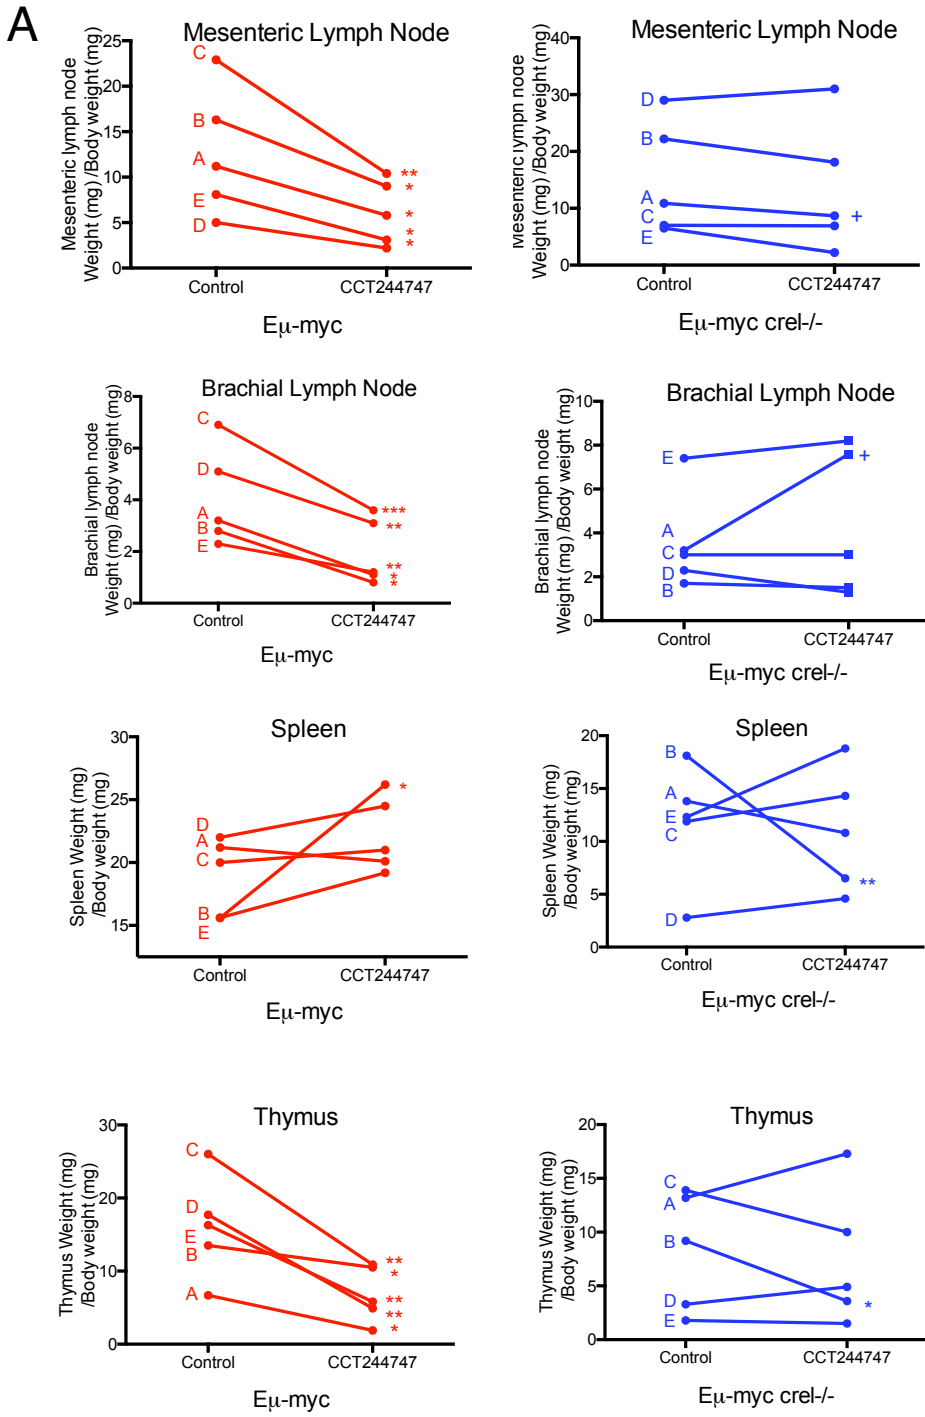 A
Mesenteric Lymph Node
Mesenteric lymph node
Weight (mg) /Body weight (mg)
25
20
15
10
5
0
C
B
A
E
D
**
*
*
*
*
Control
CCT244747
Eμ-myc
Mesenteric Lymph Node
Mesenteric lymph node
Weight (mg) /Body weight (mg)
40
30
20
10
0
D
B
A
C
E
+
Control
CCT244747
Eμ-myc crel-/-
Brachial Lymph Node
Brachial lymph node
Weight (mg) /Body weight (mg)
8
6
4
2
0
C
D
A
B
E
***
**
**
*
*
Control
CCT244747
Eμ-myc
Brachial Lymph Node
Brachial lymph node
Weight (mg) /Body weight (mg)
10
8
6
4
2
0
E
A
C
D
B
+
Control
CCT244747
Eμ-myc crel-/-
Spleen
Spleen Weight (mg)
/Body weight (mg)
30
25
20
15
D
A
C
B
E
*
Control
CCT244747
Eμ-myc
Spleen
Spleen Weight (mg)
/Body weight (mg)
20
15
10
5
0
B
A
E
C
D
**
Control
CCT244747
Eμ-myc crel-/-
Thymus
Thymus Weight (mg)
/Body weight (mg)
30
20
10
0
C
D
E
B
A
**
*
**
**
*
Control
CCT244747
Eμ-myc
Thymus
Thymus Weight (mg)
/Body weight (mg)
20
15
10
5
0
C
A
B
D
E
*
Control
CCT244747
Eμ-myc crel-/-